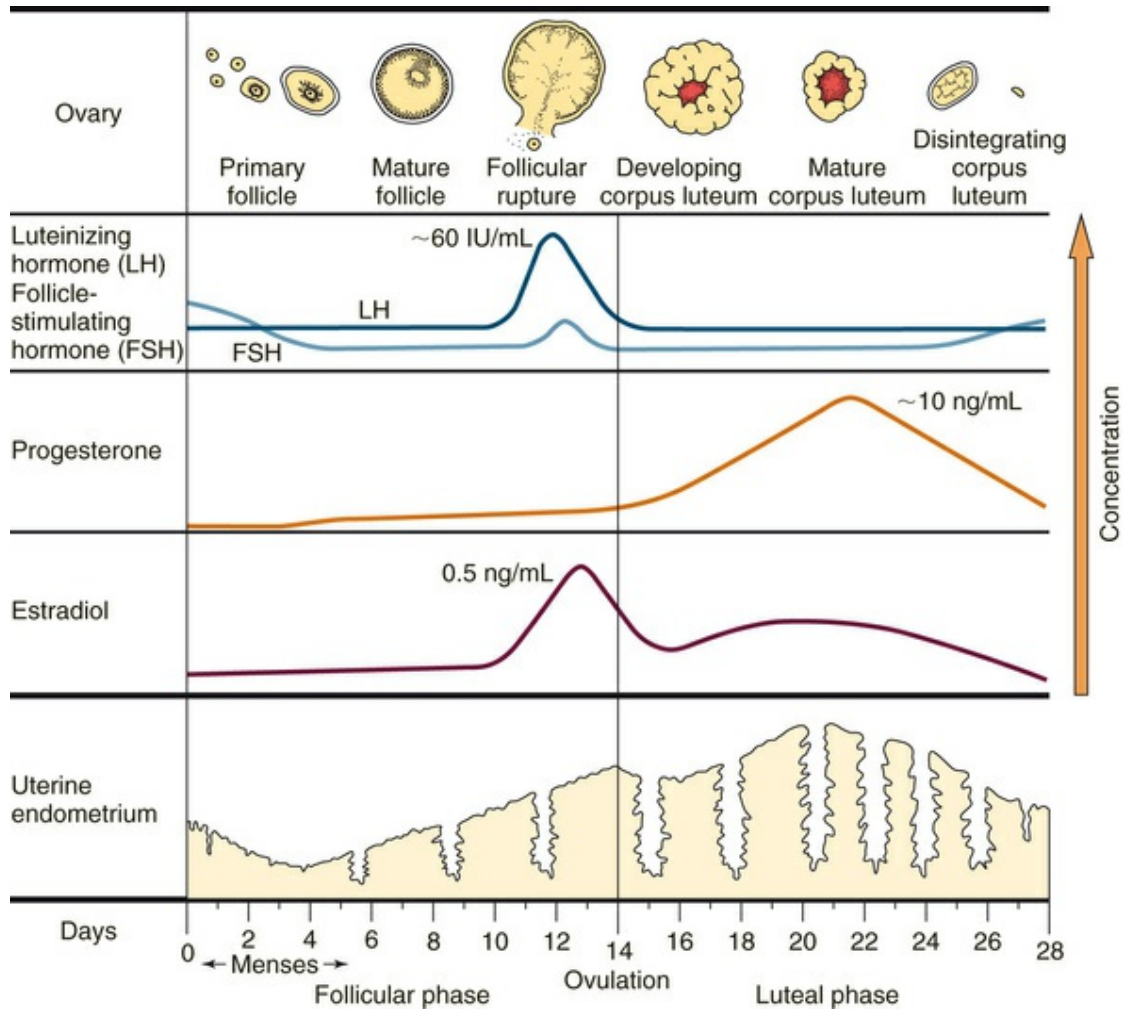 Ovary
Primary
follicle
Mature
follicle
Follicular
rupture
Developing
corpus luteum
Mature
corpus luteum
Disintegrating
corpus
luteum
Luteinizing
hormone (LH)
Follicle-
stimulating
hormone (FSH)
~60 IU/mL
LH
FSH
Progesterone
~10 ng/mL
Estradiol
0.5 ng/mL
Concentration
Uterine
endometrium
Days
0 2 4 6 8 10 12 14 16 18 20 22 24 26 28
← Menses →
Ovulation
Follicular phase
Luteal phase